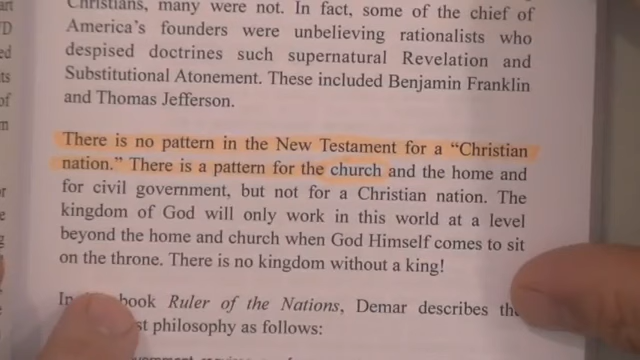 Christians, many were not. In fact, some of the chief of
America's founders were unbelieving rationalists who
despised doctrines such supernatural Revelation and
Substitutional Atonement. These included Benjamin Franklin
and Thomas Jefferson.
There is no pattern in the New Testament for a "Christian
nation." There is a pattern for the church and the home and
for civil government, but not for a Christian nation. The
kingdom of God will only work in this world at a level
beyond the home and church when God Himself comes to sit
on the throne. There is no kingdom without a king!
In book Ruler of the Nations, Demar describes
philosophy as follows: